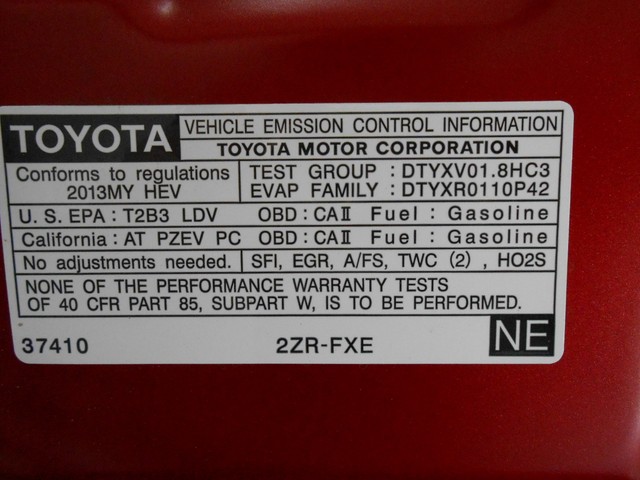 TOYOTA VEHICLE EMISSION CONTROL INFORMATION
TOYOTA MOTOR CORPORATION
Conforms to regulations
2013MY HEV
TEST GROUP : DTYXV01.8HC3
EVAP FAMILY : DTYXR0110P42
U.S. EPA : T2B3 LDV OBD : CAⅡ Fuel : Gasoline
California: AT PZEV PC OBD : CAⅡ Fuel : Gasoline
No adjustments needed. SFI, EGR, A/FS, TWC (2) , HO2S
NONE OF THE PERFORMANCE WARRANTY TESTS
OF 40 CFR PART 85, SUBPART W, IS TO BE PERFORMED.
37410 2ZR-FXE NE